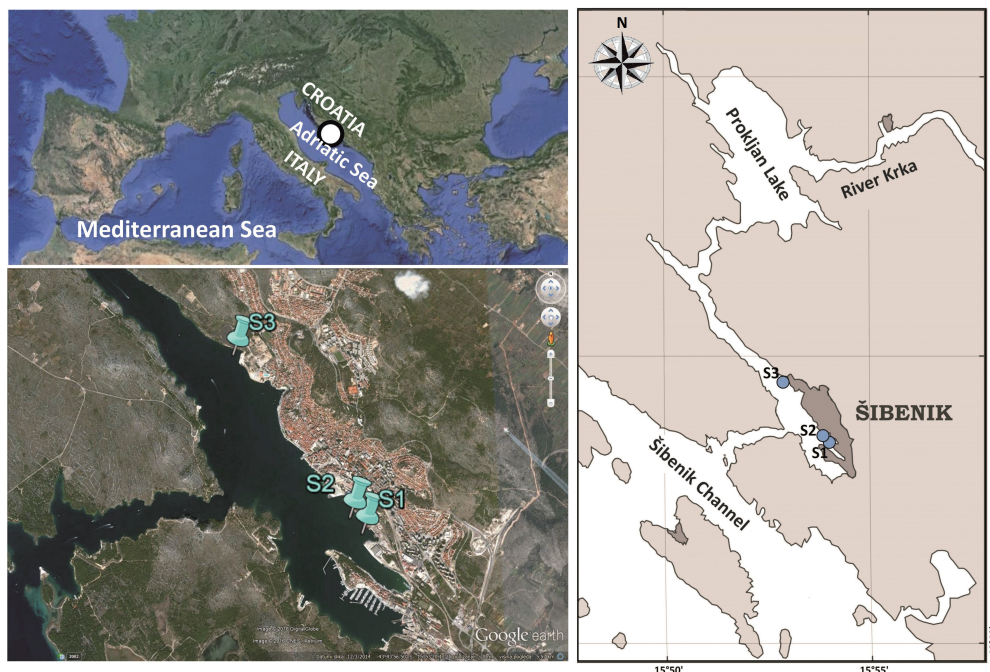 CROATIA
Adriatic Sea
ITALY
Mediterranean Sea
S3
S2
S1
Google earth
N
Prokljan Lake
River Krka
S3
S2
S1
ŠIBENIK
Šibenik Channel
15°50'
15°55'